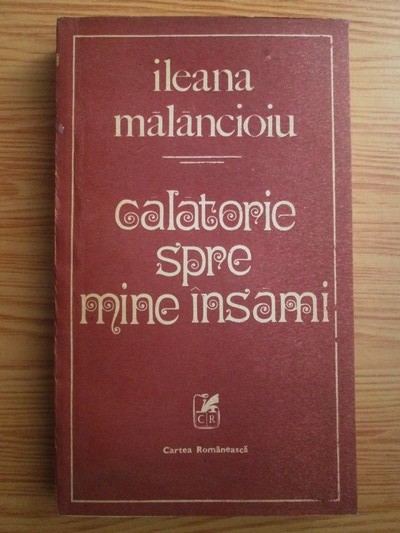 ileana
mălăncioiu
călătorie
spre
mine însămi
CR
Cartea Românească